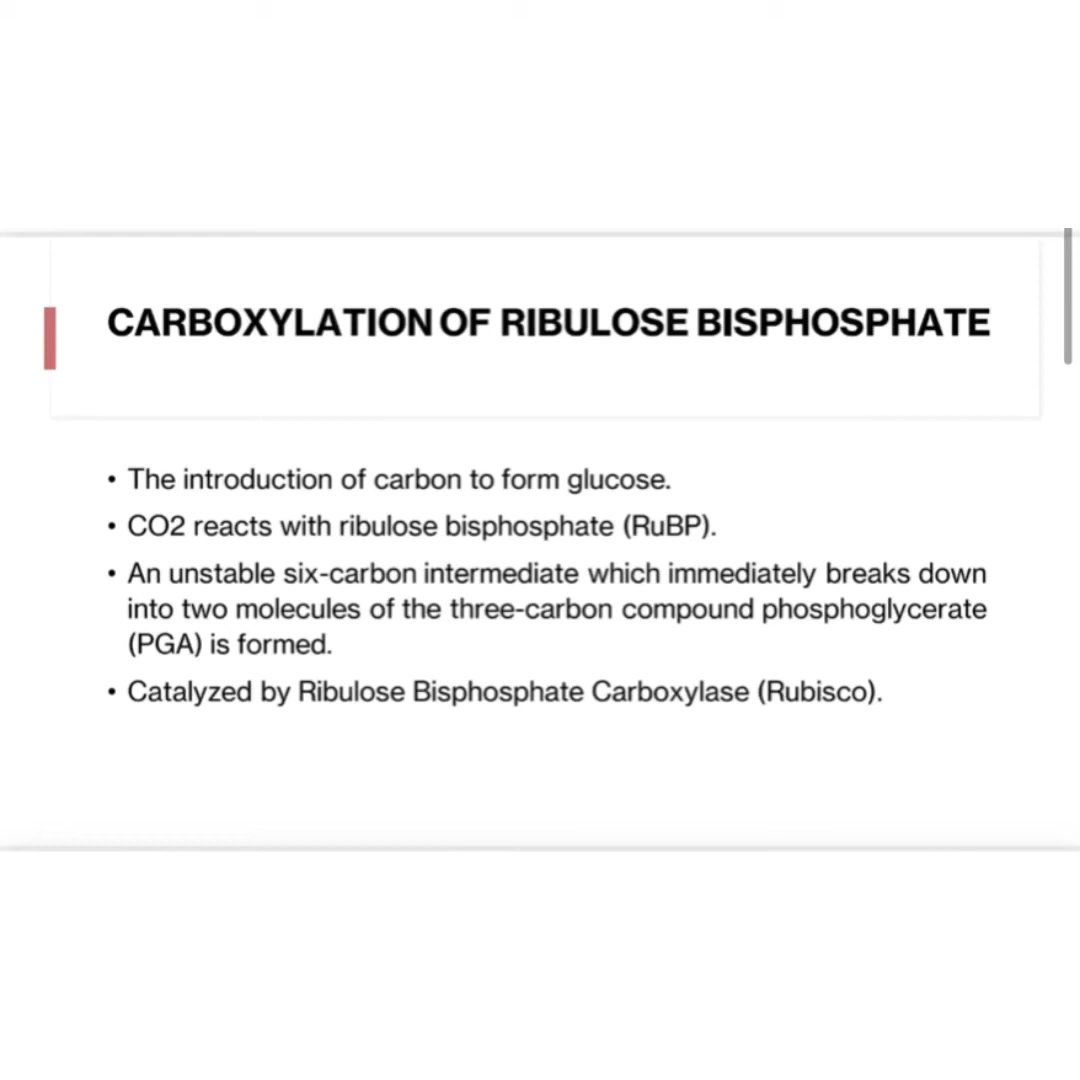 CARBOXYLATION OF RIBULOSE BISPHOSPHATE
• The introduction of carbon to form glucose.
• CO2 reacts with ribulose bisphosphate (RuBP).
• An unstable six-carbon intermediate which immediately breaks down
into two molecules of the three-carbon compound phosphoglycerate
(PGA) is formed.
• Catalyzed by Ribulose Bisphosphate Carboxylase (Rubisco).